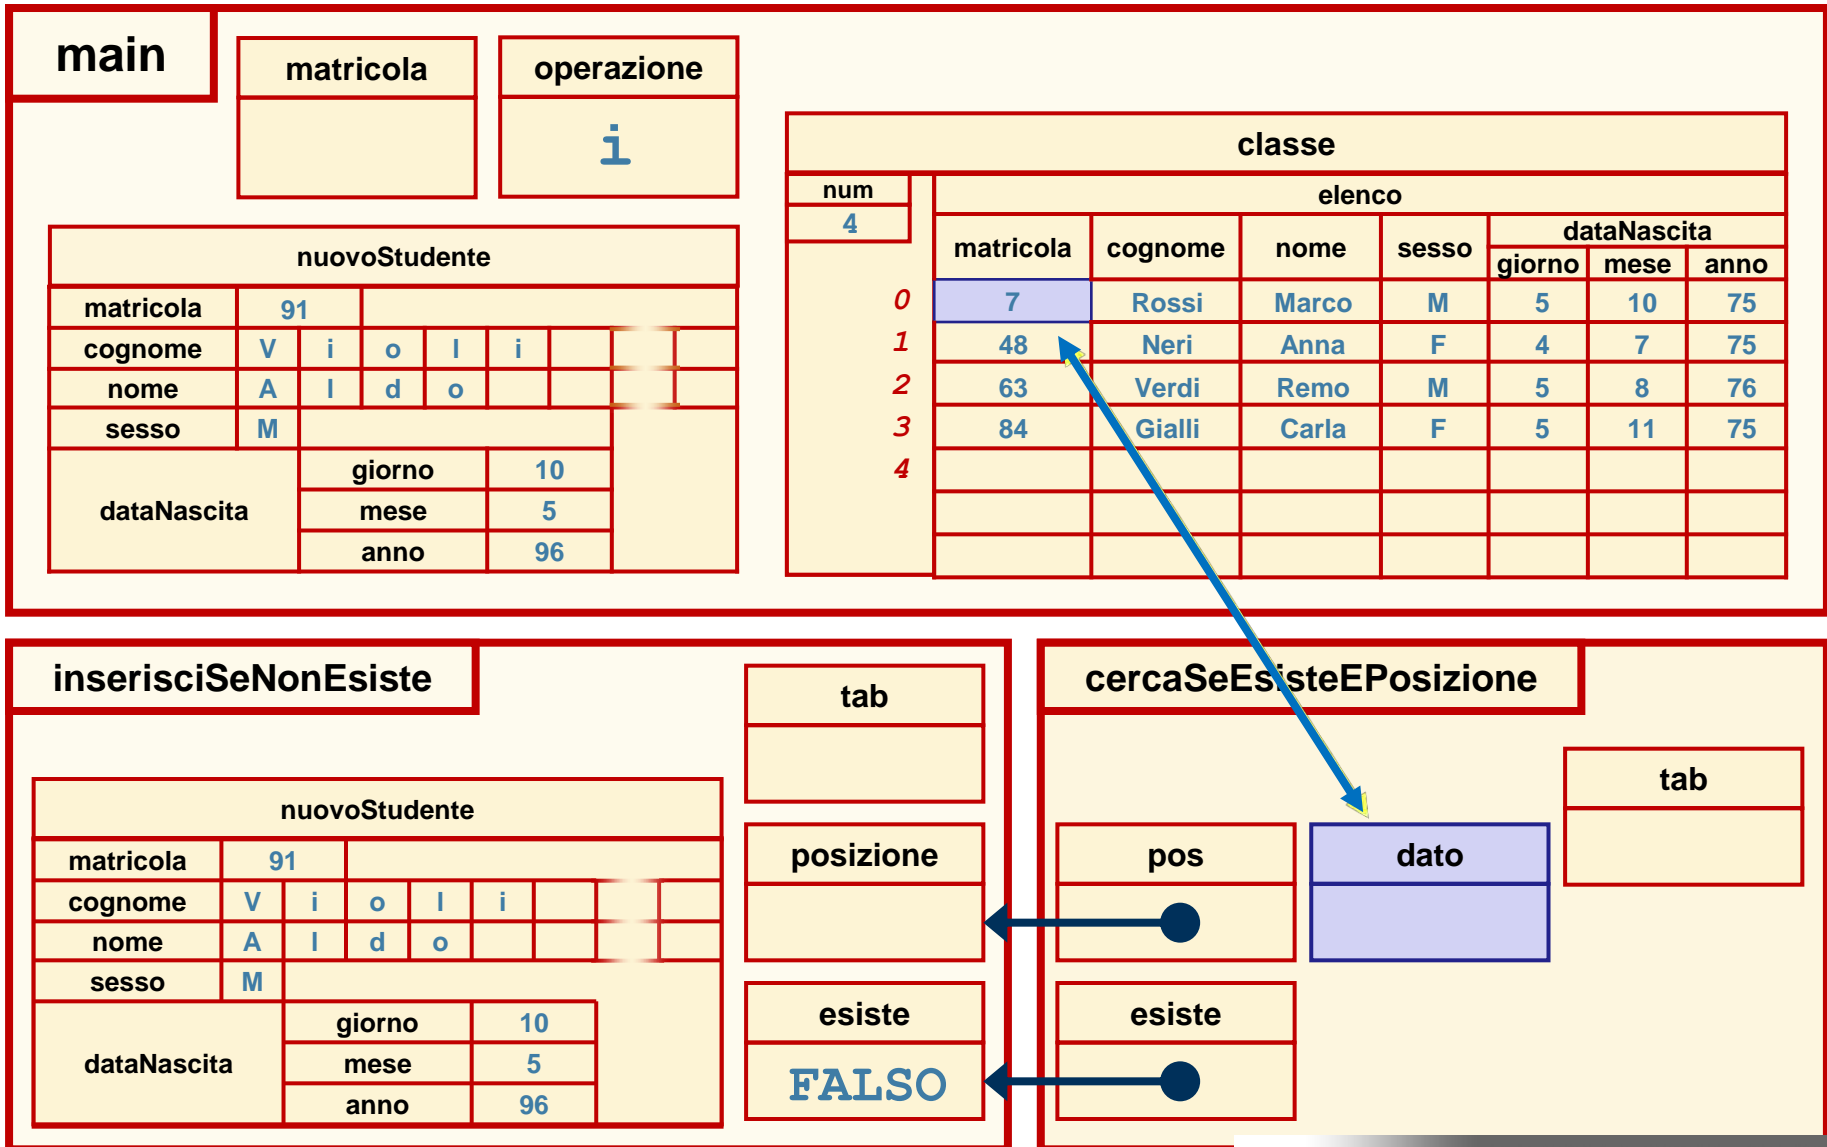 main
matricola
operazione
i
classe
num
elenco
4
matricola cognome nome sesso dataNascita
giorno mese anno
0 7 Rossi Marco M 5 10 75
1 48 Neri Anna F 4 7 75
2 63 Verdi Remo M 5 8 76
3 84 Gialli Carla F 5 11 75
4
nuovoStudente
matricola 91
cognome V i o l i
nome A l d o
sesso M
dataNascita
giorno 10
mese 5
anno 96
inserisciSeNonEsiste
tab
nuovoStudente
matricola 91
cognome V i o l i
nome A l d o
sesso M
dataNascita
giorno 10
mese 5
anno 96
posizione
esiste
FALSO
cercaSeEsisteEPosizione
tab
pos
dato
esiste